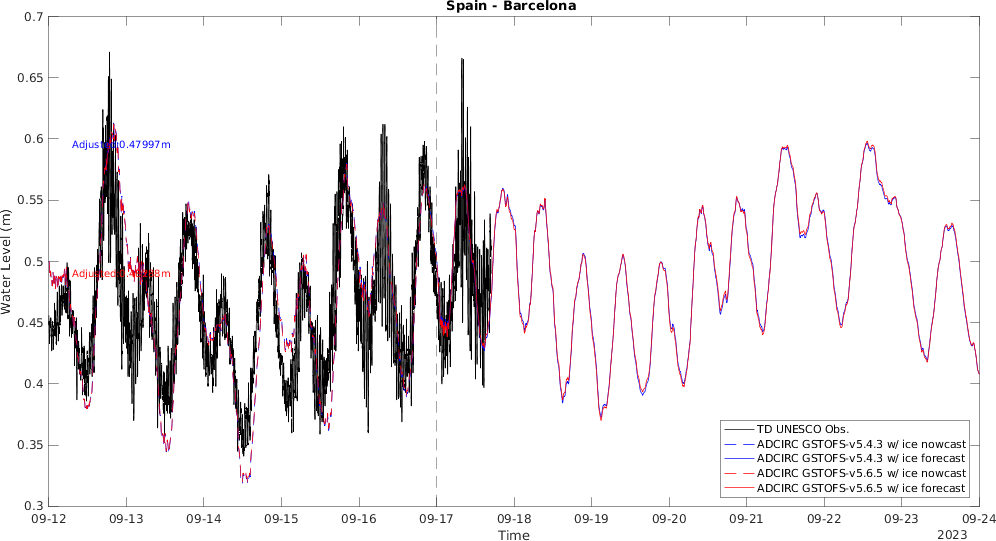 Spain - Barcelona
0.7
0.65
0.6
0.55
0.5
0.45
0.4
0.35
0.3
Water Level (m)
Adjusted 0.47997m
09-12
09-13
09-14
09-15
09-16
09-17
09-18
09-19
09-20
09-21
09-22
09-23
09-24
Time
2023
TD UNESCO Obs.
ADCIRC GSTOFS-v5.4.3 w/ ice nowcast
ADCIRC GSTOFS-v5.4.3 w/ ice forecast
ADCIRC GSTOFS-v5.6.5 w/ ice nowcast
ADCIRC GSTOFS-v5.6.5 w/ ice forecast